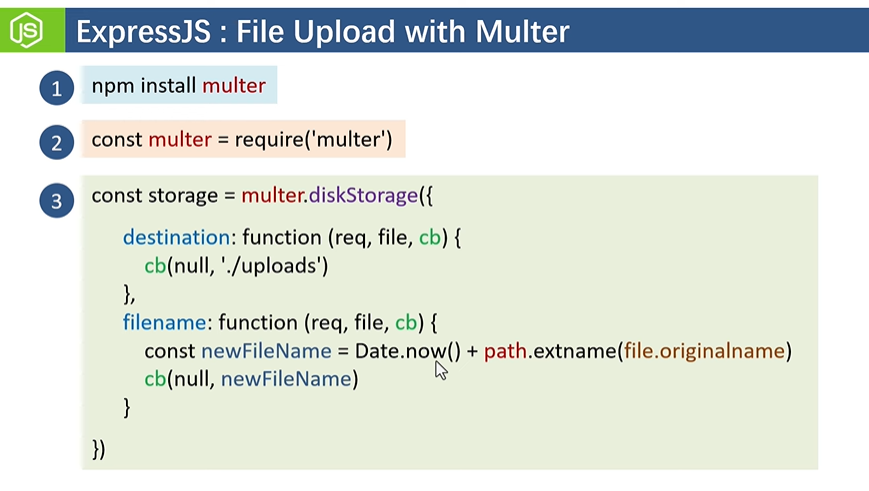 JS
ExpressJS : File Upload with Multer
1
npm install multer
2
const multer = require('multer')
3
const storage = multer.diskStorage({
destination: function (req, file, cb) {
cb(null, './uploads')
},
filename: function (req, file, cb) {
const newFileName = Date.now() + path.extname(file.originalname)
cb(null, newFileName)
}
})